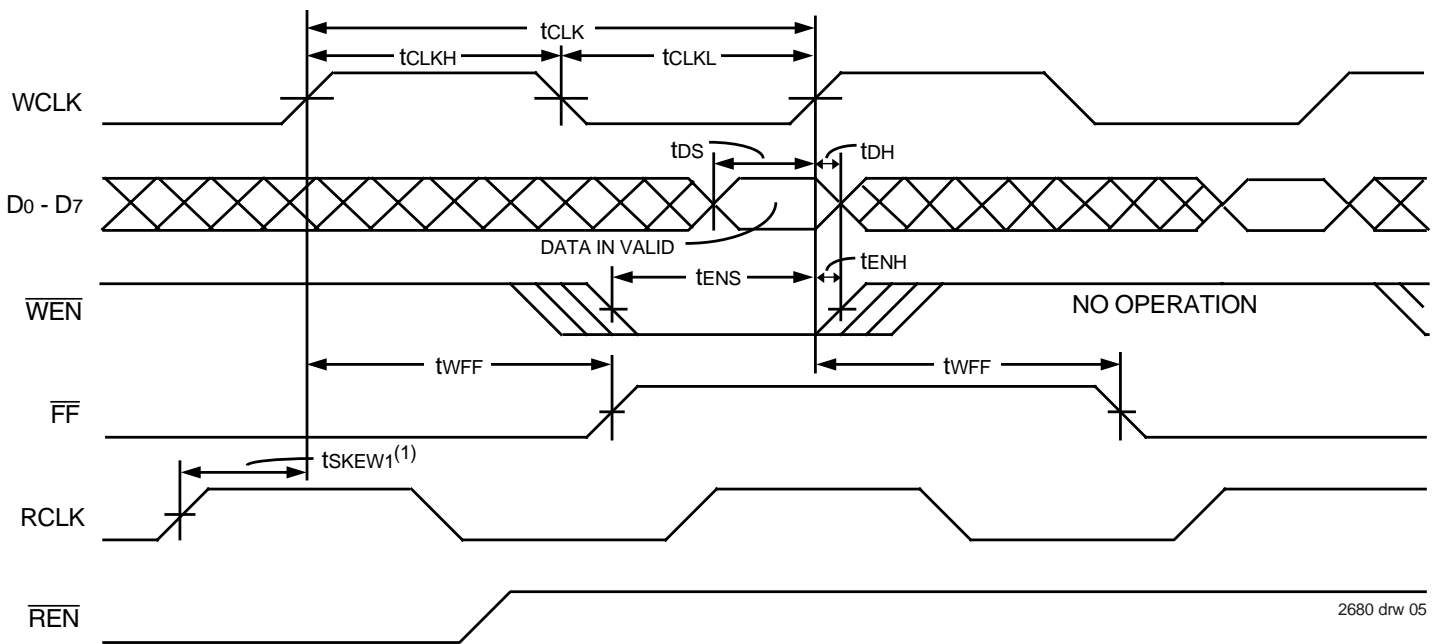 tCLK
tCLKH
tCLKL
WCLK
tDS
tDH
D0 - D7
DATA IN VALID
tENS
tENH
WEN
NO OPERATION
tWFF
tWFF
FF
tSKEW1(1)
RCLK
REN
2680 drw 05